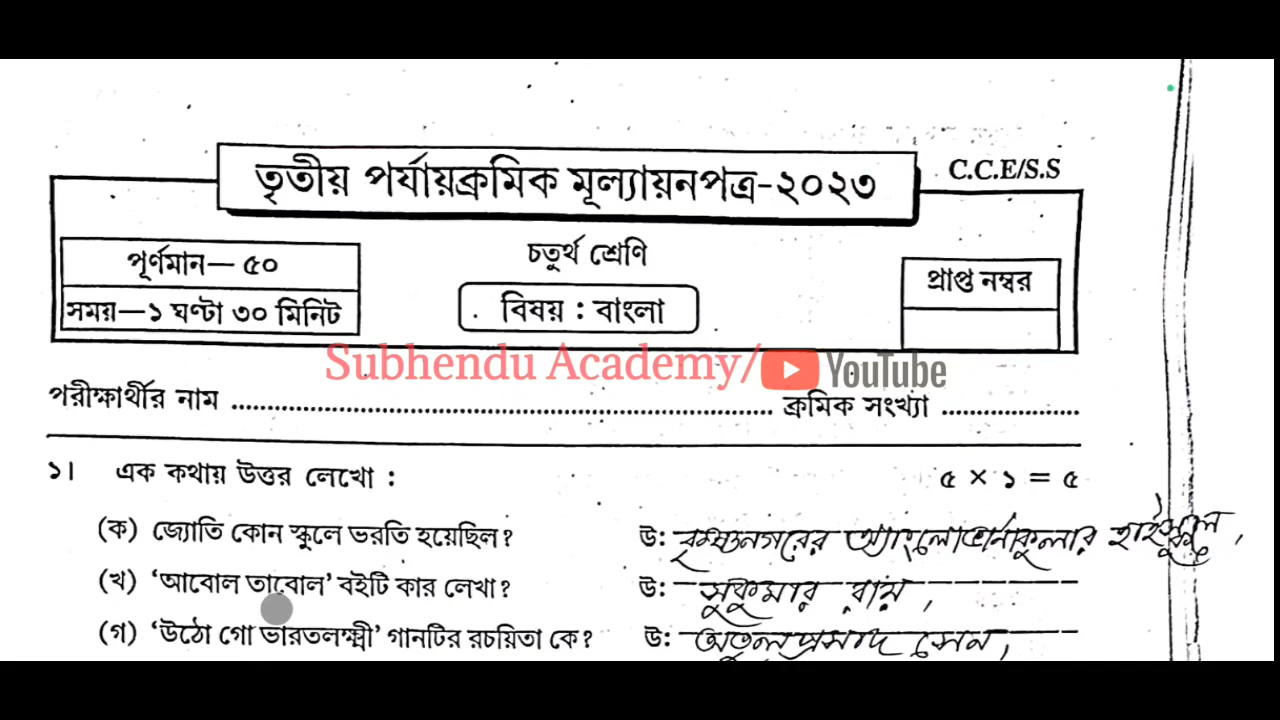 তৃতীয় পর্যায়ক্রমিক মূল্যায়নপত্র-২০২৩
C.C.E/S.S
পূর্ণমান— ৫০
চতুর্থ শ্রেণি
প্রাপ্ত নম্বর
সময়—১ ঘণ্টা ৩০ মিনিট
বিষয় : বাংলা
Subhendu Academy/ YouTube
পরীক্ষার্থীর নাম ........................ ক্রমিক সংখ্যা ..................
১। এক কথায় উত্তর লেখো : ৫ × ১ = ৫
(ক) জ্যোতি কোন স্কুলে ভরতি হয়েছিল? উ: কৃষ্ণনগরের অ্যাংলোভার্নাকুলার হাইস্কুলে,
(খ) 'আবোল তাবোল' বইটি কার লেখা? উ: সুকুমার রায়,
(গ) 'উঠো গো ভারতলক্ষ্মী' গানটির রচয়িতা কে? উ: অতুলপ্রসাদ সেন,